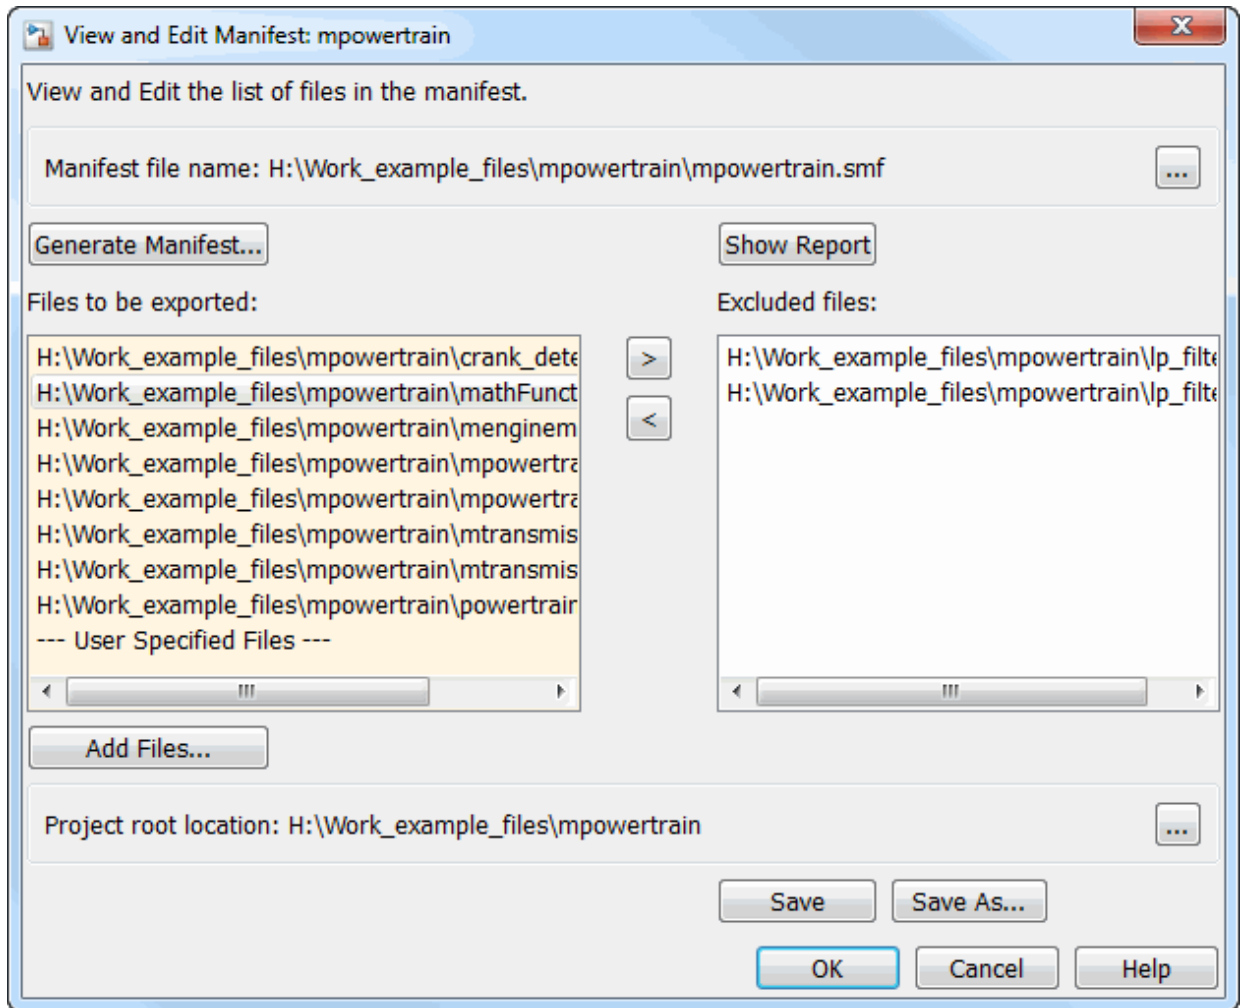 View and Edit Manifest: mpowertrain
View and Edit the list of files in the manifest.
Manifest file name: H:\Work_example_files\mpowertrain\mpowertrain.smf
...
Generate Manifest...
Show Report
Files to be exported:
Excluded files:
H:\Work_example_files\mpowertrain\crank_dete
H:\Work_example_files\mpowertrain\mathFunct
H:\Work_example_files\mpowertrain\menginem
H:\Work_example_files\mpowertrain\mpowertra
H:\Work_example_files\mpowertrain\mpowertra
H:\Work_example_files\mpowertrain\mtransmis
H:\Work_example_files\mpowertrain\mtransmis
H:\Work_example_files\mpowertrain\powertrain
--- User Specified Files ---
>
<
H:\Work_example_files\mpowertrain\lp_filte
H:\Work_example_files\mpowertrain\lp_filte
Add Files...
Project root location: H:\Work_example_files\mpowertrain
...
Save
Save As...
OK
Cancel
Help